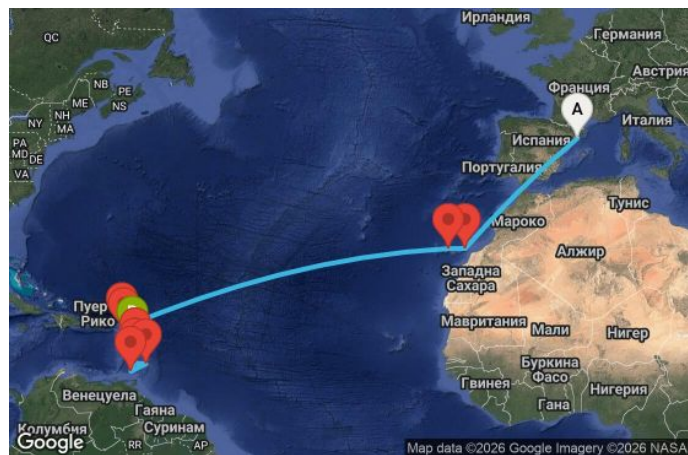 Ирландия
QC
Германия
NB
PE
ME
NS
Австрия
Франция
NY
NH
MA
A
Италия
PA
MD
DE
Испания
VA
Португалия
Тунис
Мароко
Алжир
Западна
Сахара
Пуер
Рико
Мавритания
Мали
Нигер
Буркина
Фасо
Гвинея
Нигерия
Венецуела
Гана
Гаяна
Колумбия
Суринам
RR
AP
Google
Map data ©2026 Google Imagery ©2026 NASA